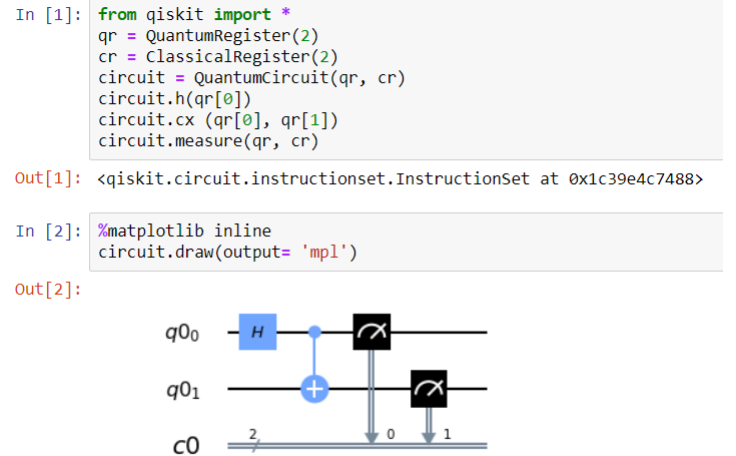 In [1]: from qiskit import *
qr = QuantumRegister(2)
cr = ClassicalRegister(2)
circuit = QuantumCircuit(qr, cr)
circuit.h(qr[0])
circuit.cx (qr[0], qr[1])
circuit.measure(qr, cr)
Out[1]: <qiskit.circuit.instructionset.InstructionSet at 0x1c39e4c7488>
In [2]: %matplotlib inline
circuit.draw(output= 'mpl')
Out[2]:
q0₀ H
q0₁ +
c0 2 0 1